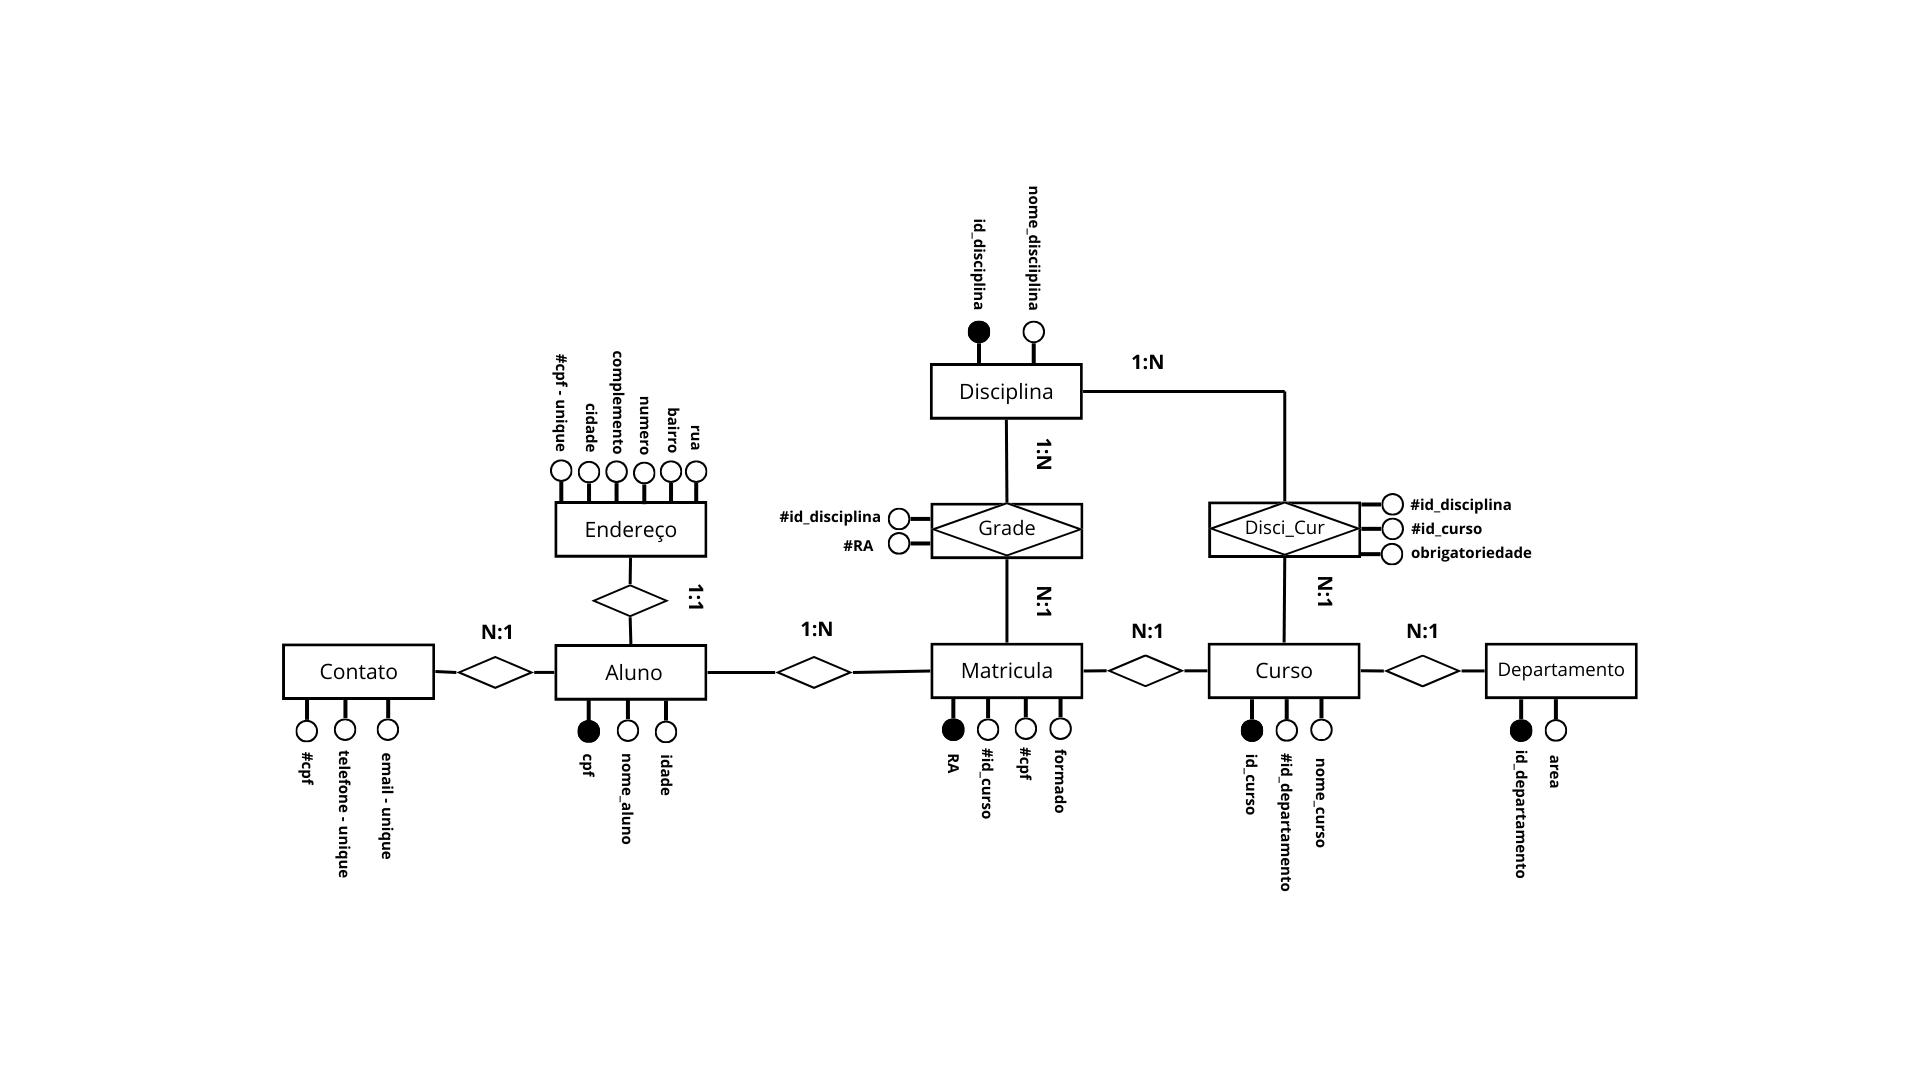 id_disciplina
nome_disciiplina
Disciplina
1:N
1:N
#cpf - unique
cidade
complemento
numero
bairro
rua
Endereço
1:1
#id_disciplina
#RA
Grade
N:1
Disci_Cur
#id_disciplina
#id_curso
obrigatoriedade
N:1
Contato
N:1
Aluno
1:N
Matricula
N:1
Curso
N:1
Departamento
#cpf
telefone - unique
email - unique
cpf
nome_aluno
idade
RA
#id_curso
#cpf
formado
id_curso
#id_departamento
nome_curso
id_departamento
area